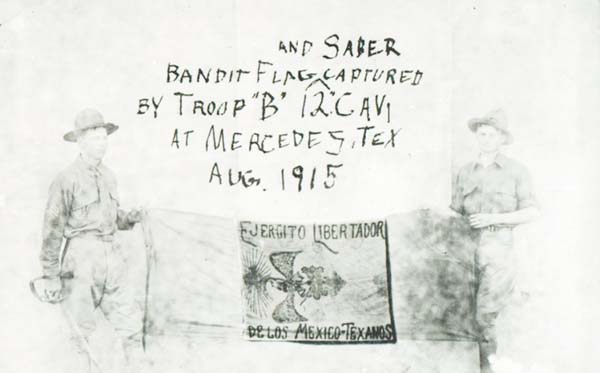 AND SABER
BANDIT FLAG ^ CAPTURED
BY TROOP "B" 12" CAV,
AT MERCEDES, TEX
AUG. 1915
EJERCITO LIBERTADOR
DE LOS MEXICO-TEXANOS